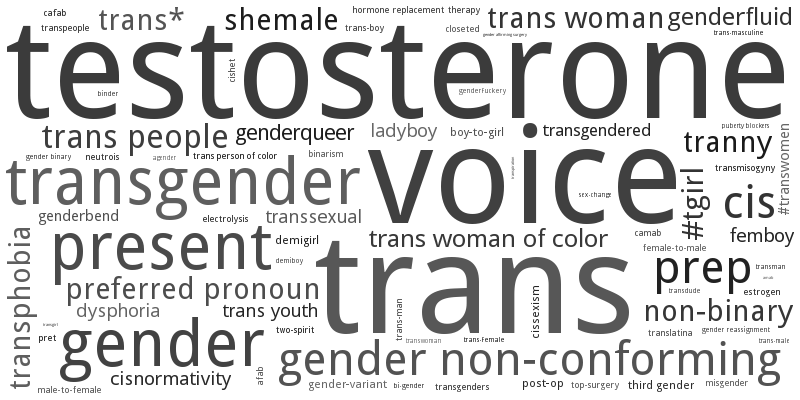 cafab
transpeople
trans*
shemale
hormone replacement therapy
trans-boy
closeted
trans woman
gender affirming surgery
genderfluid
trans-masculine
testosterone
cishet
binder
genderFuckery
trans people
genderqueer
ladyboy
boy-to-girl
transgendered
puberty blockers
tranny
#transwomen
gender binary
neutrois
agender
trans person of color
binarism
transmisogyny
transgender
voice
sex-change
#tgirl
cis
genderbend
electrolysis
transsexual
camab
femboy
transphobia
present
demigirl
demiboy
trans woman of color
female-to-male
trans
prep
transman
preferred pronoun
transdude
estrogen
dysphoria
trans youth
trans-man
cissexism
non-binary
pret
gender
two-spirit
transwoman
trans-female
translatina
gender reassignment
trans-male
cisnormativity
afab
gender non-conforming
male-to-female
gender-variant
bi-gender
transgenders
post-op
top-surgery
third gender
misgender